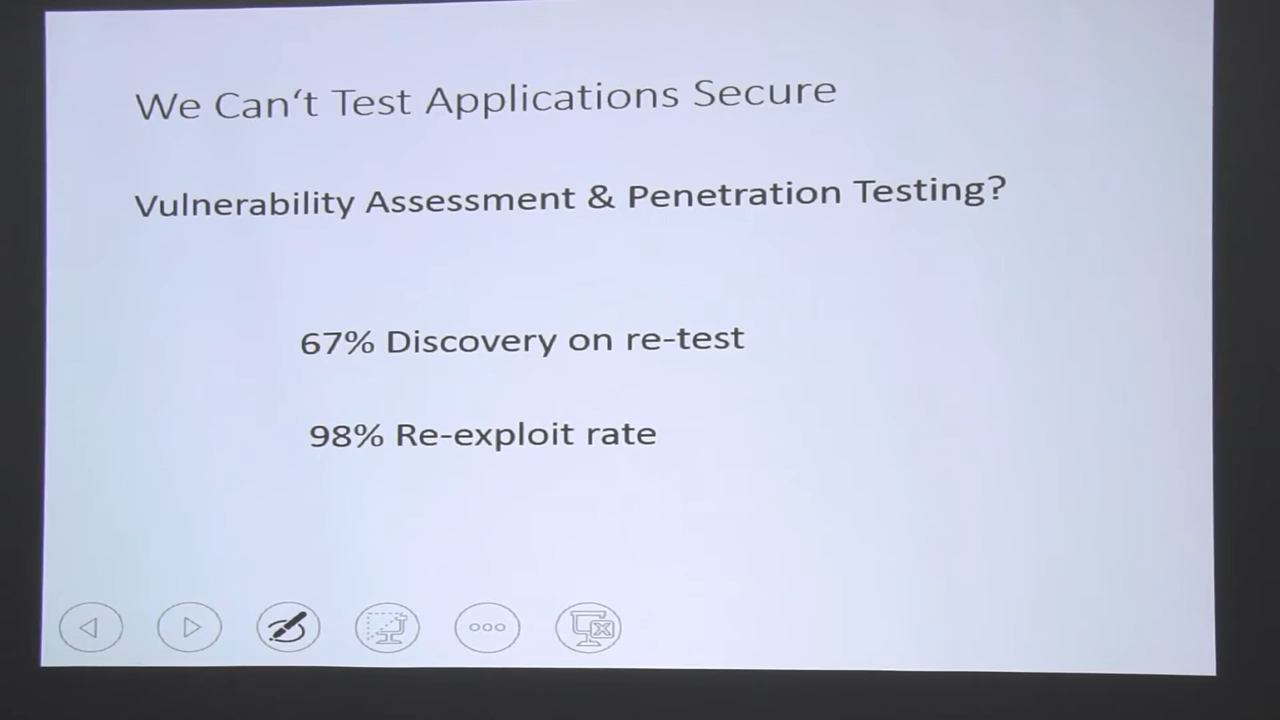 We Can‘t Test Applications Secure
Vulnerability Assessment & Penetration Testing?
67% Discovery on re-test
98% Re-exploit rate